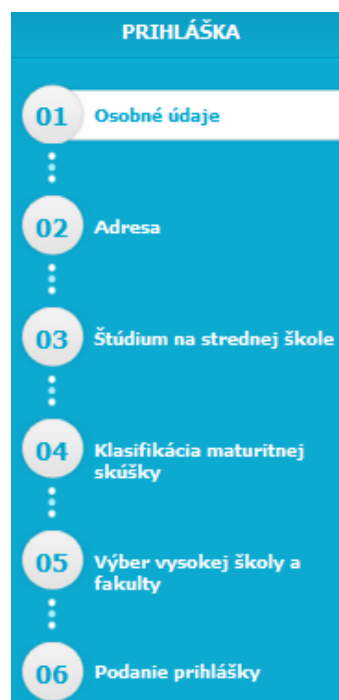 PRIHLÁŠKA
01 Osobné údaje
02 Adresa
03 Štúdium na strednej škole
04 Klasifikácia maturitnej
skúšky
05 Výber vysokej školy a
fakulty
06 Podanie prihlášky